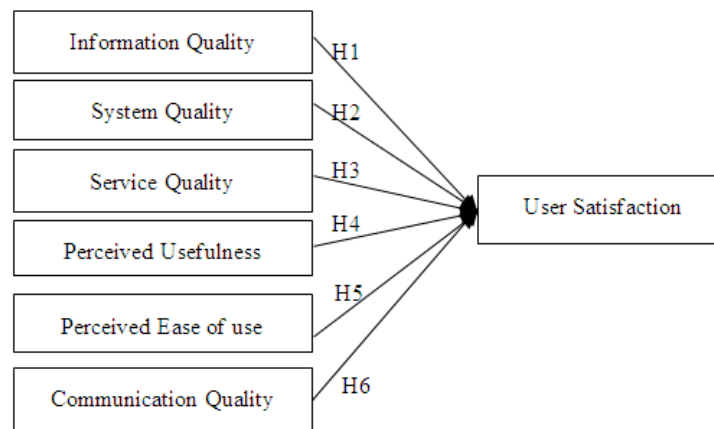 Information Quality
H1
System Quality
H2
Service Quality
H3
User Satisfaction
Perceived Usefulness
H4
Perceived Ease of use
H5
Communication Quality
H6